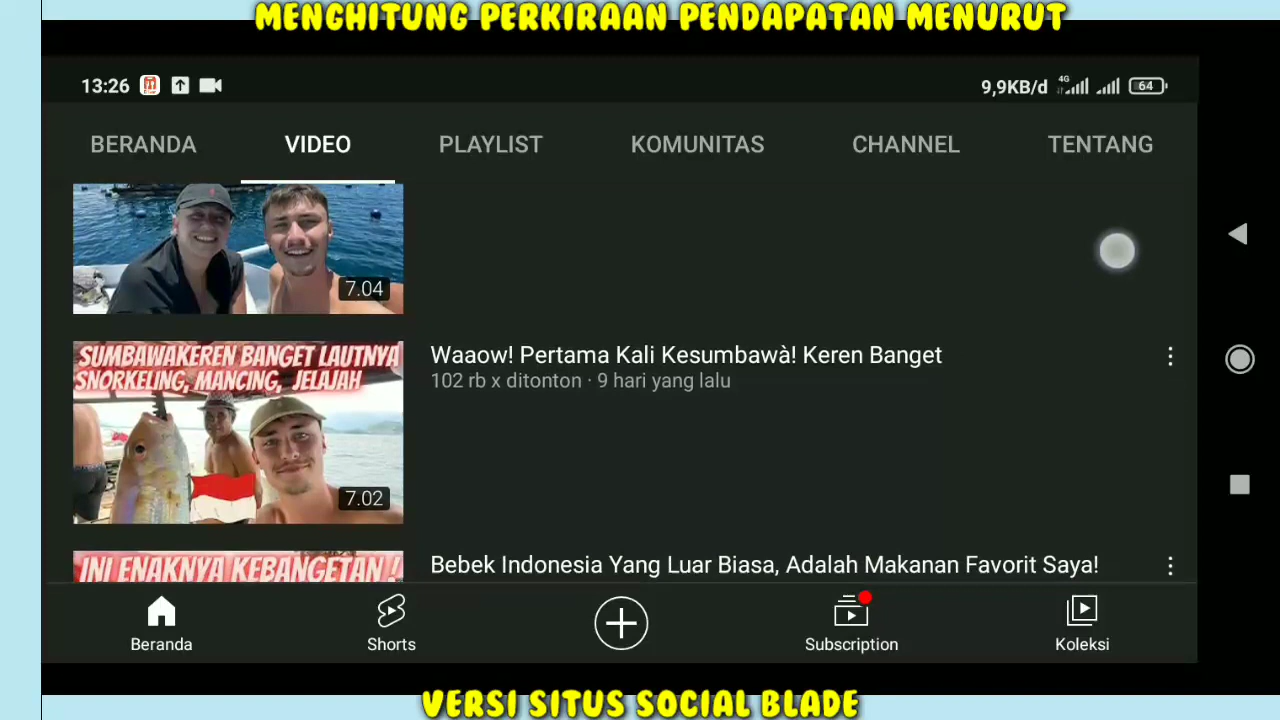 MENGHITUNG PERKIRAAN PENDAPATAN MENURUT
13:26
9,9KB/d 4G 64
BERANDA VIDEO PLAYLIST KOMUNITAS CHANNEL TENTANG
7.04
SUMBAWAKEREN BANGET LAUTNYA
SNORKELING, MANCING, JELAJAH
7.02
Waaow! Pertama Kali Kesumbawà! Keren Banget
102 rb x ditonton · 9 hari yang lalu
INI ENAKNYA KEBANGETAN !
Bebek Indonesia Yang Luar Biasa, Adalah Makanan Favorit Saya!
Beranda Shorts Subscription Koleksi
VERSI SITUS SOCIAL BLADE